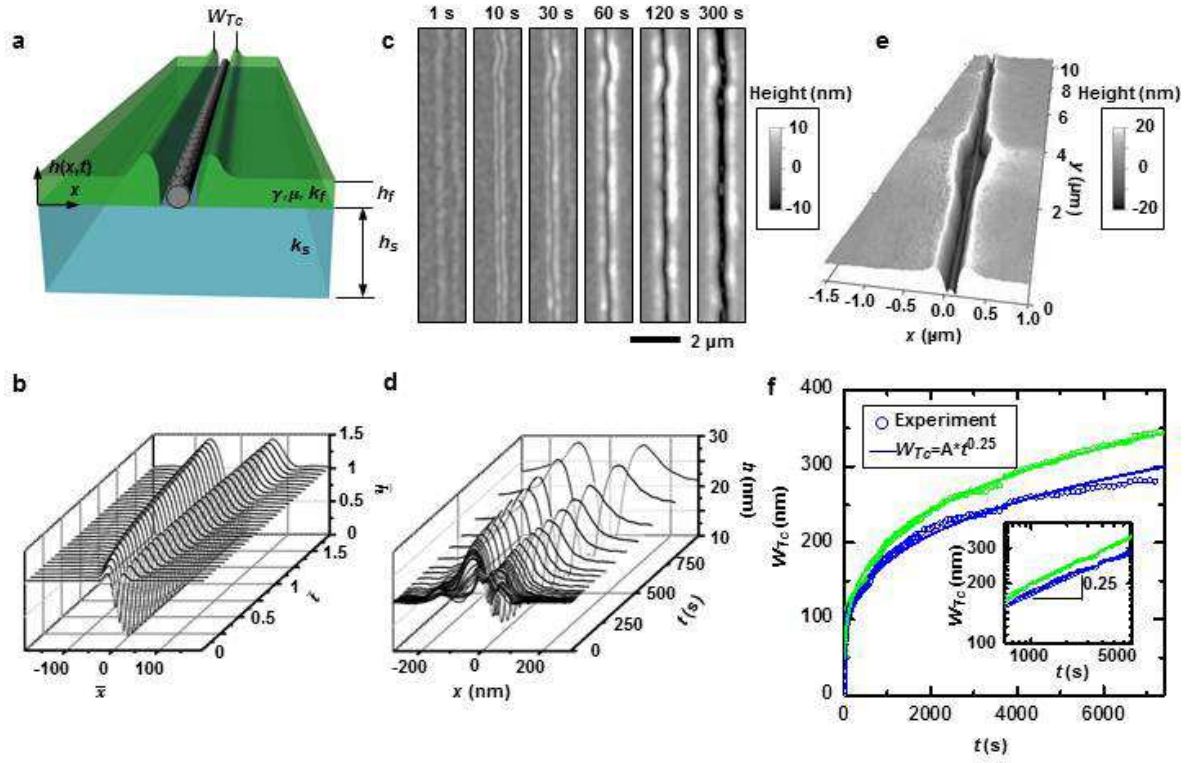 a
W_Tc
h(x,t)
x
γ, μ, k_f
h_f
k_s
h_s
c
1 s 10 s 30 s 60 s 120 s 300 s
Height (nm)
10
0
-10
2 μm
e
10
8
6
4
2
0
y (μm)
-1.5 -1.0 -0.5 0.0 0.5 1.0
x (μm)
Height (nm)
20
0
-20
b
1.5
1
0.5
0
h̄
1.5
1
0.5
0
t̄
-100 0 100
x̄
d
30
20
10
h (nm)
750
500
250
0
t (s)
-200 0 200
x (nm)
f
400
300
200
100
0
W_Tc (nm)
Experiment
W_Tc=A*t^0.25
0 2000 4000 6000
t (s)
300
200
100
W_Tc (nm)
0.25
1000 5000
t (s)